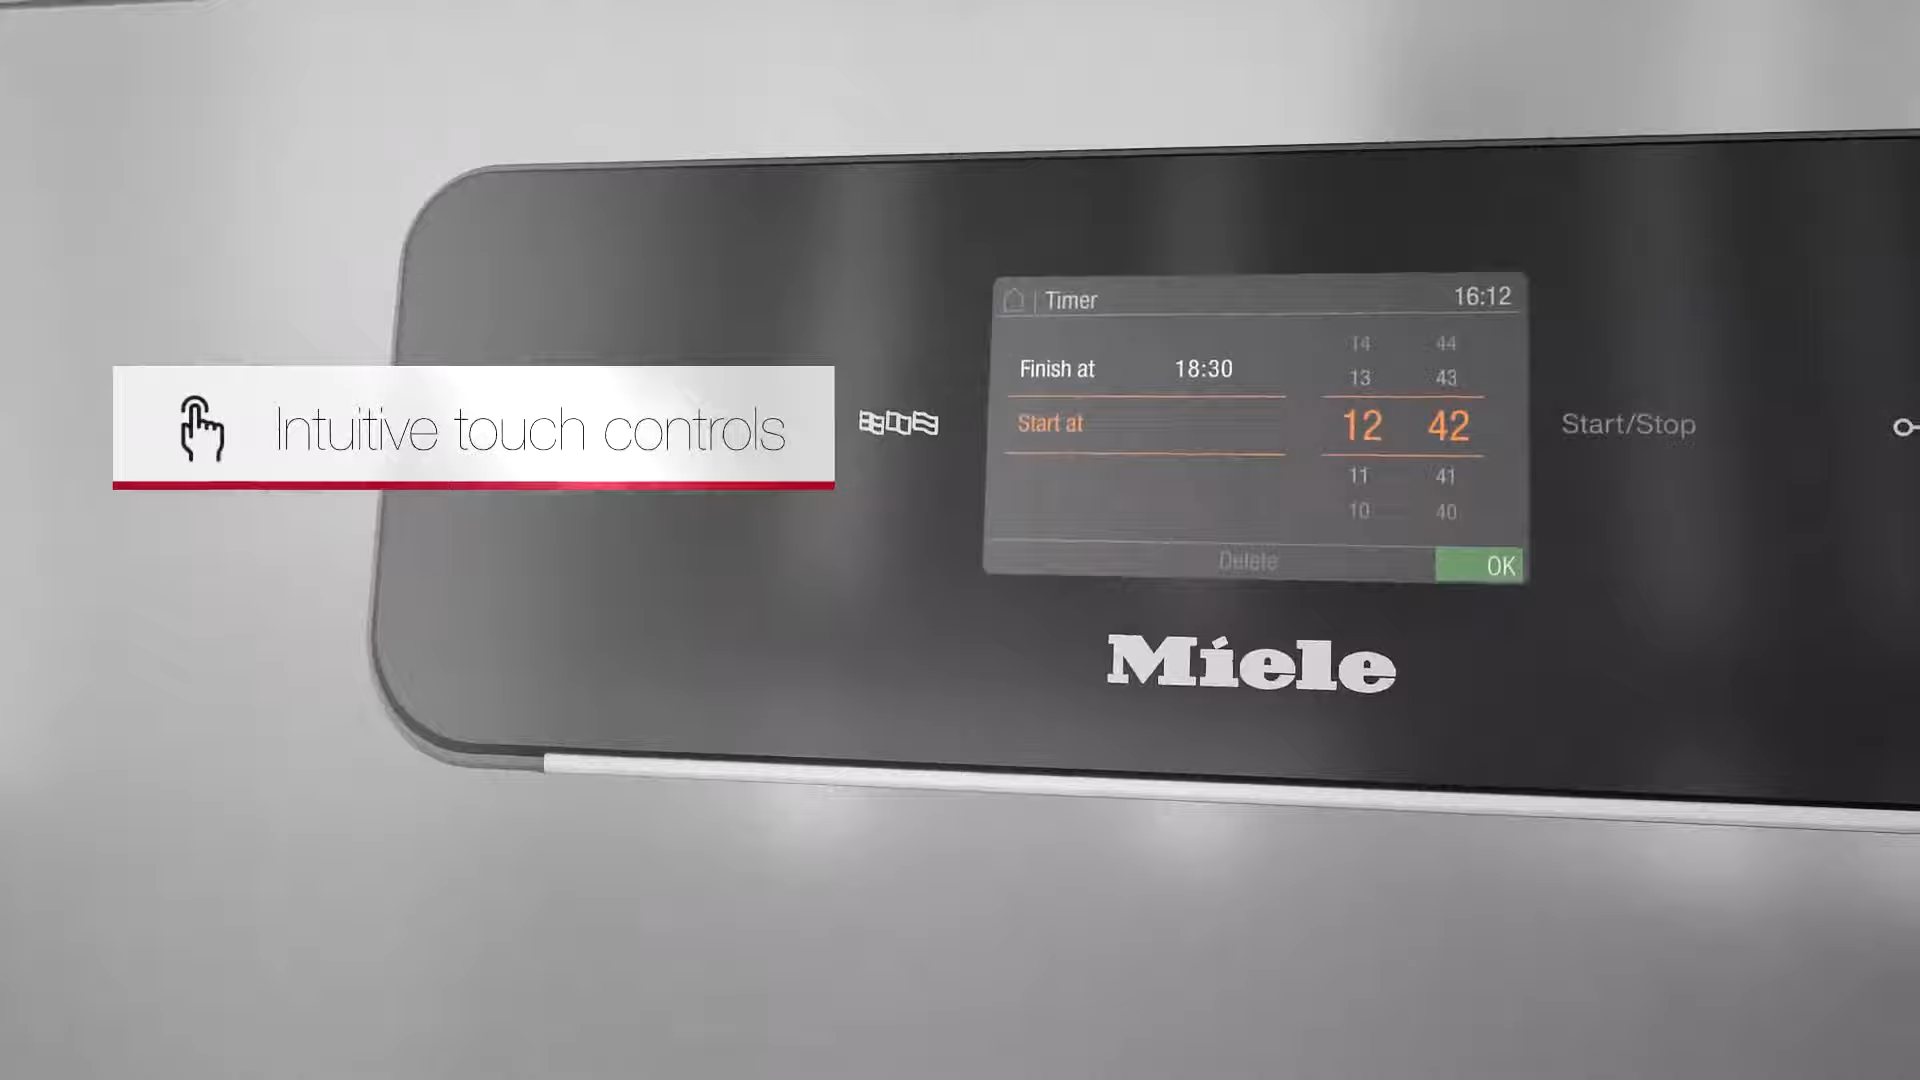 Timer 16:12
14 44
Finish at 18:30 13 43
Start at 12 42
11 41
10 40
Delete OK
Intuitive touch controls
Start/Stop
Miele